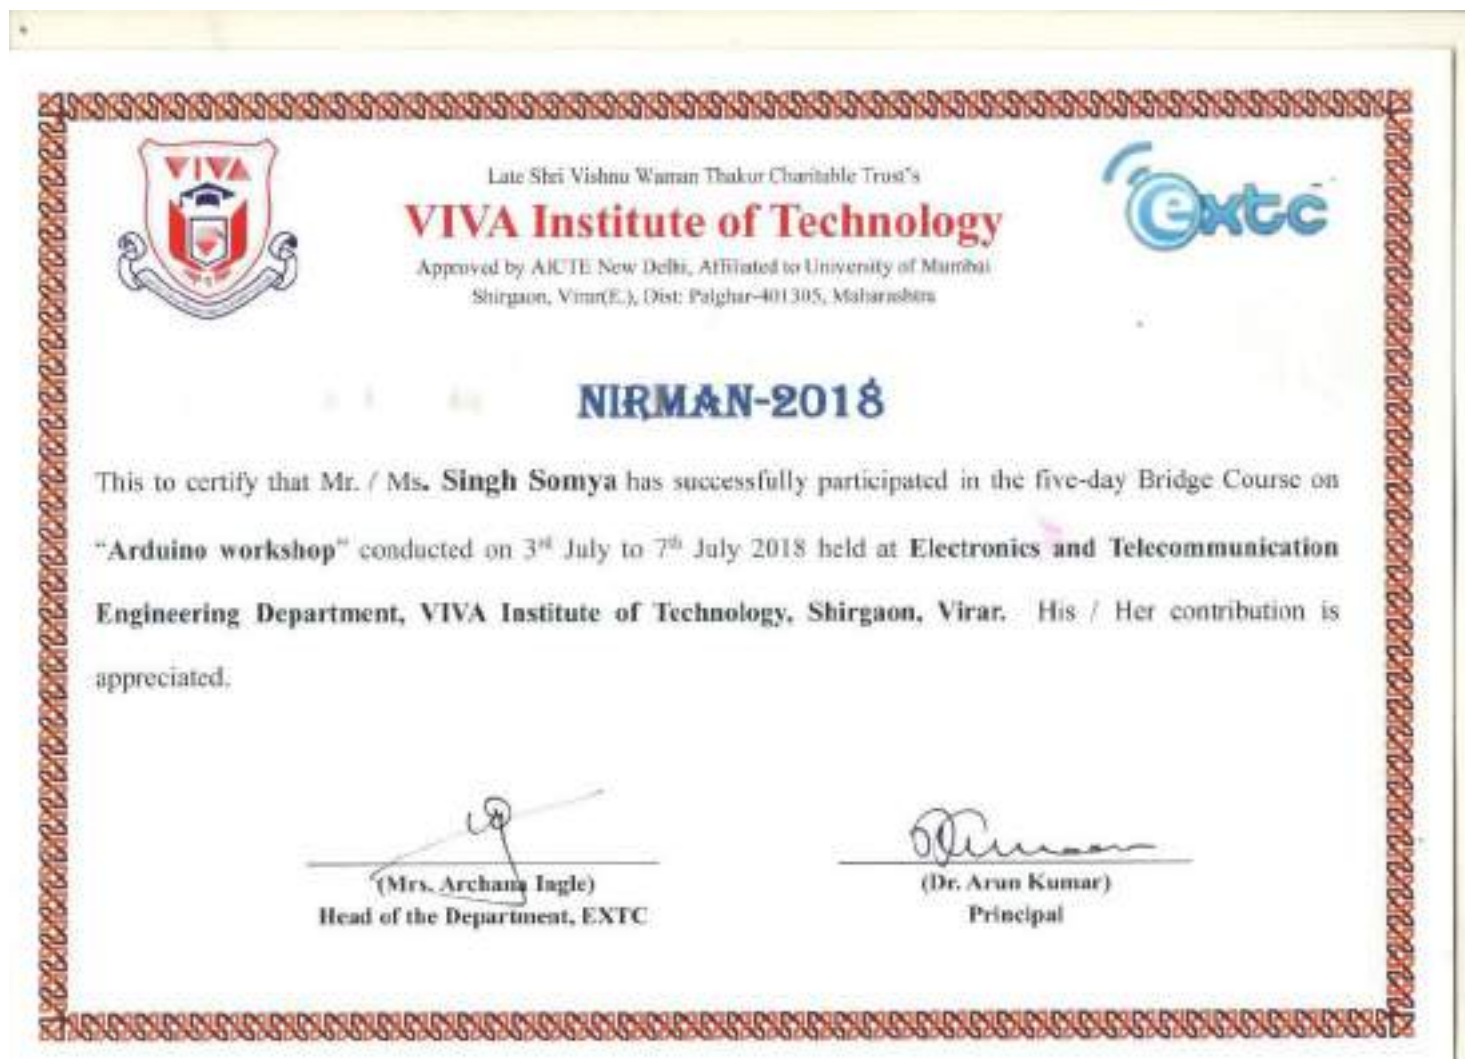 VIVA
Late Shri Vishnu Waman Thakur Charitable Trust's
VIVA Institute of Technology
extc
Approved by AICTE New Delhi, Affiliated to University of Mumbai
Shirgaon, Virar(E.), Dist: Palghar-401305, Maharashtra
NIRMAN-2018
This to certify that Mr. / Ms. Singh Somya has successfully participated in the five-day Bridge Course on
“Arduino workshop” conducted on 3rd July to 7th July 2018 held at Electronics and Telecommunication
Engineering Department, VIVA Institute of Technology, Shirgaon, Virar. His / Her contribution is
appreciated.
(Mrs. Archana Ingle)
Head of the Department, EXTC
(Dr. Arun Kumar)
Principal